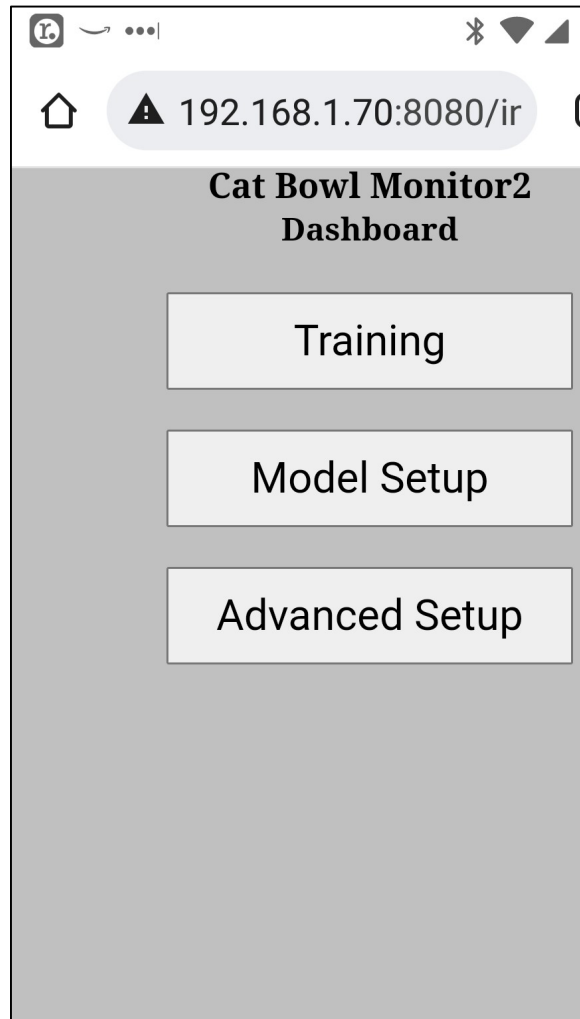 r.
192.168.1.70:8080/ir
Cat Bowl Monitor2
Dashboard
Training
Model Setup
Advanced Setup